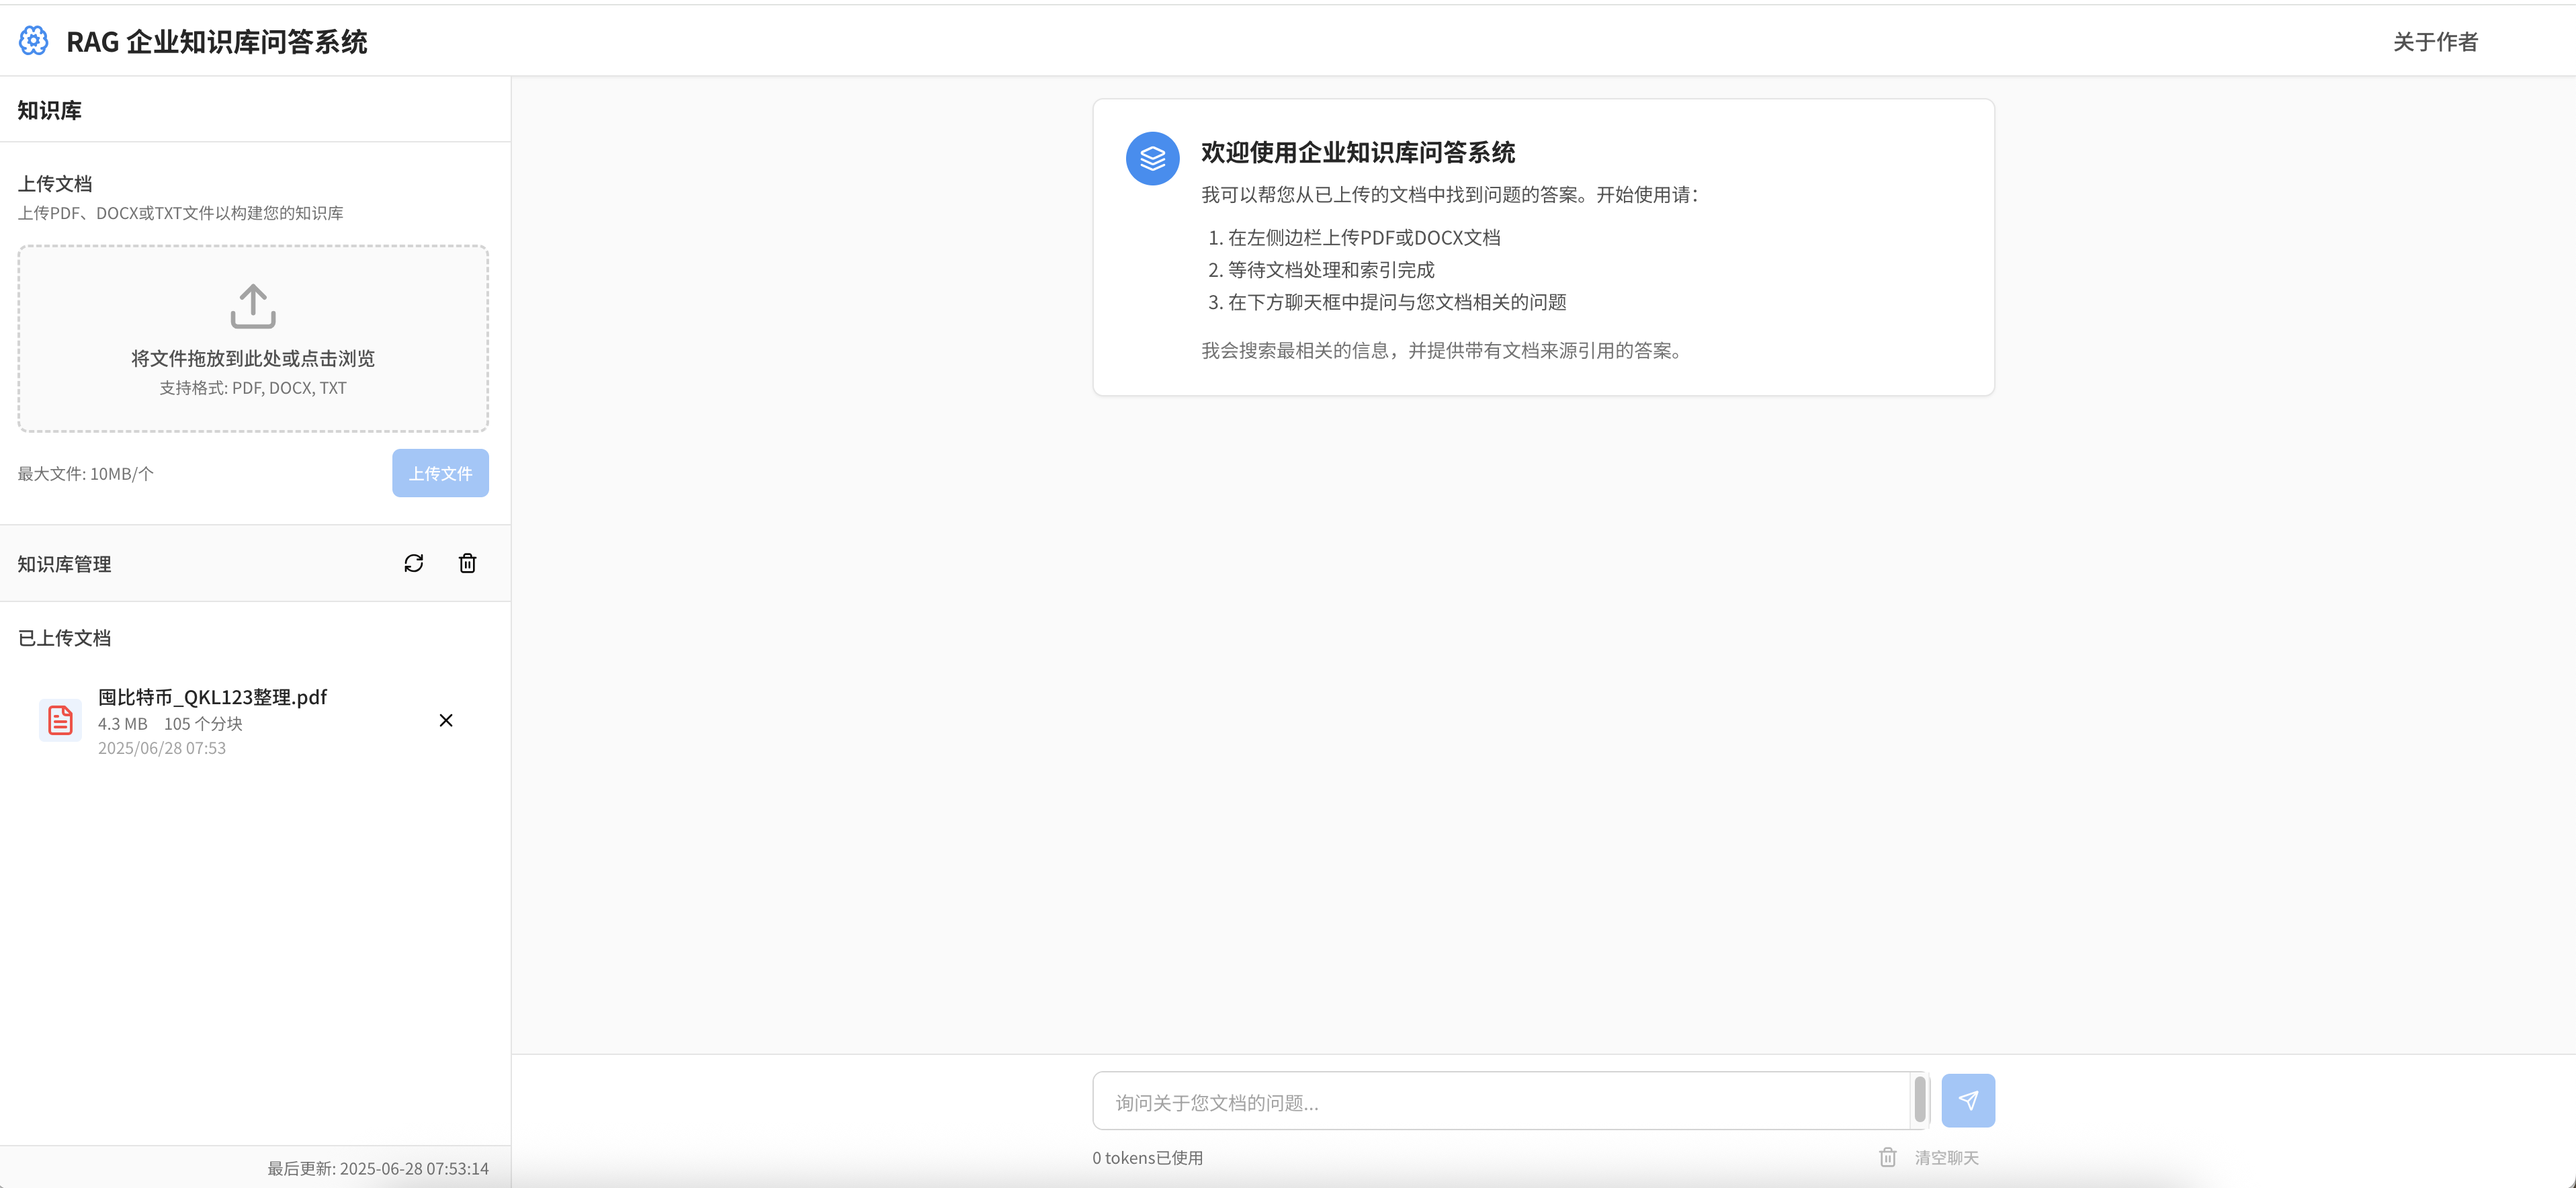 RAG 企业知识库问答系统
关于作者
知识库
上传文档
上传PDF、DOCX或TXT文件以构建您的知识库
将文件拖放到此处或点击浏览
支持格式: PDF, DOCX, TXT
最大文件: 10MB/个
上传文件
知识库管理
已上传文档
囤比特币_QKL123整理.pdf
4.3 MB 105 个分块
2025/06/28 07:53
最后更新: 2025-06-28 07:53:14
欢迎使用企业知识库问答系统
我可以帮您从已上传的文档中找到问题的答案。开始使用请：
1. 在左侧边栏上传PDF或DOCX文档
2. 等待文档处理和索引完成
3. 在下方聊天框中提问与您文档相关的问题
我会搜索最相关的信息，并提供带有文档来源引用的答案。
询问关于您文档的问题...
0 tokens已使用
清空聊天